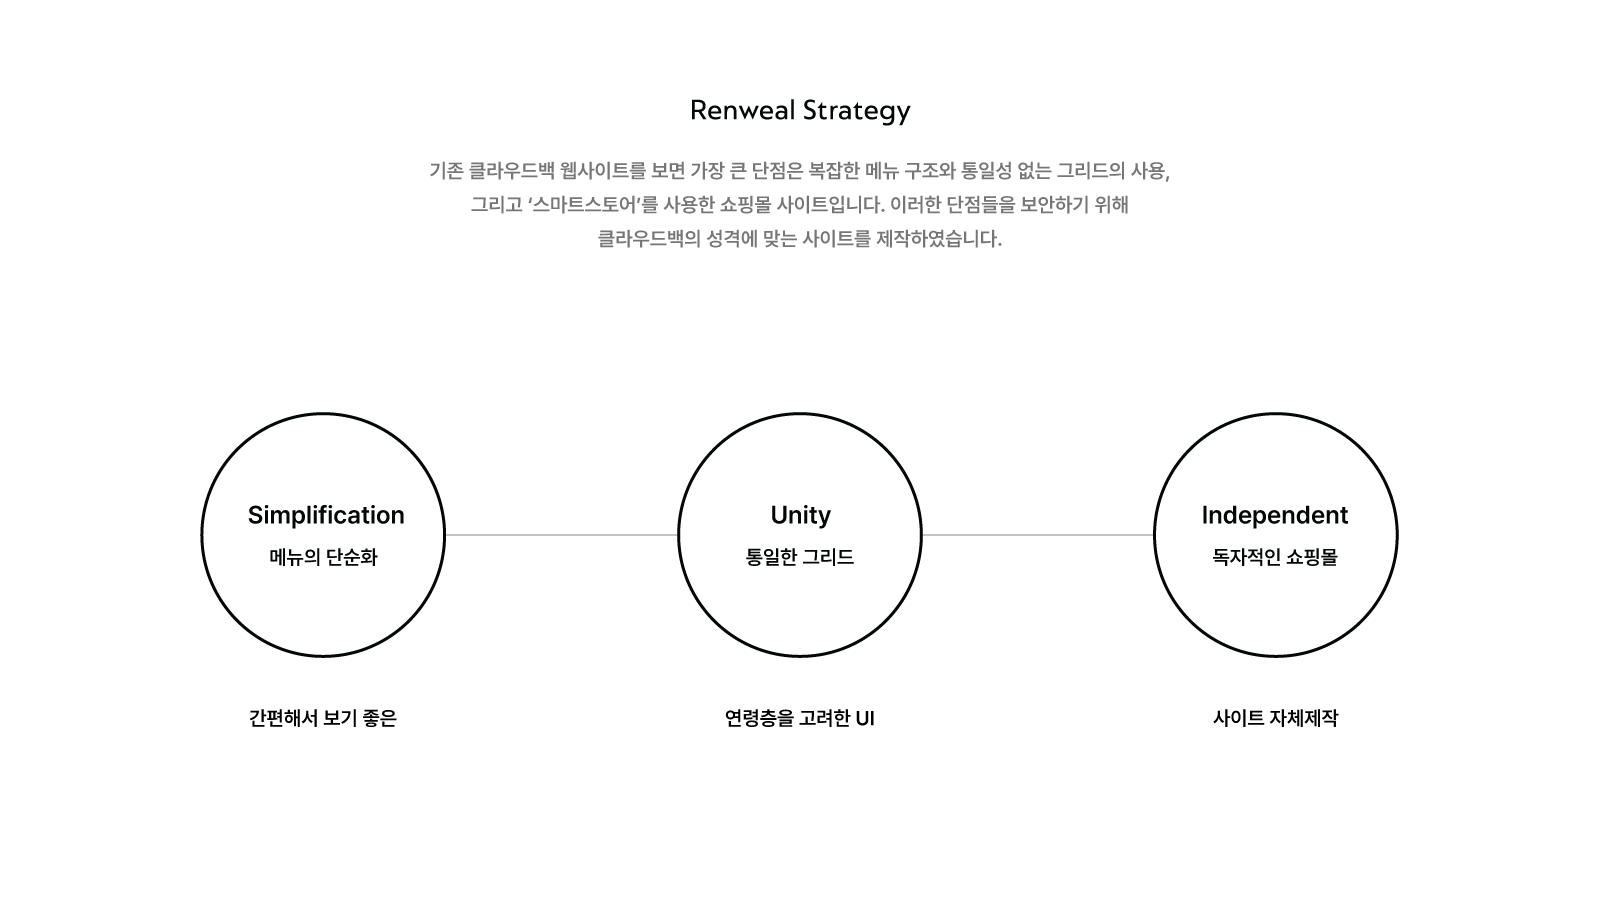 Renweal Strategy
기존 클라우드백 웹사이트를 보면 가장 큰 단점은 복잡한 메뉴 구조와 통일성 없는 그리드의 사용,
그리고 ‘스마트스토어’를 사용한 쇼핑몰 사이트입니다. 이러한 단점들을 보안하기 위해
클라우드백의 성격에 맞는 사이트를 제작하였습니다.
Simplification
메뉴의 단순화
간편해서 보기 좋은
Unity
통일한 그리드
연령층을 고려한 UI
Independent
독자적인 쇼핑몰
사이트 자체제작